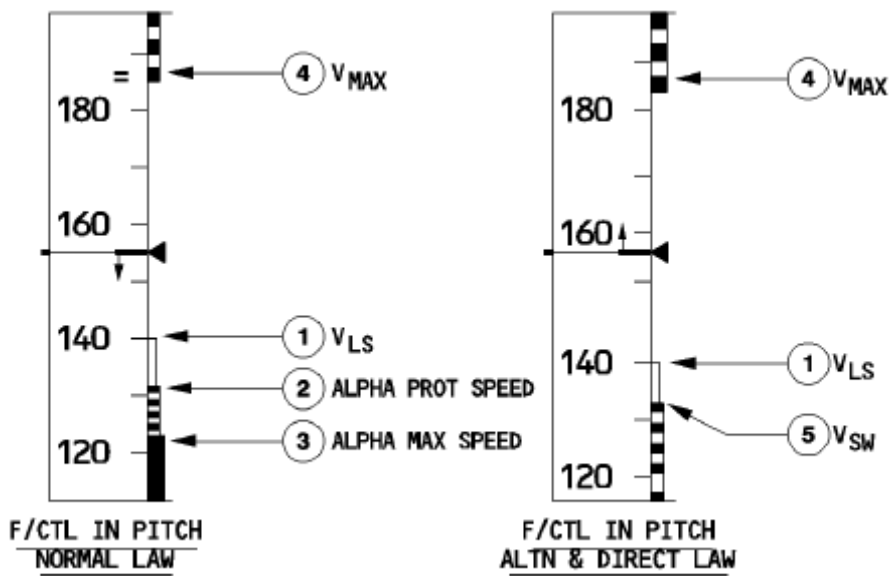 180
160
140
120
4 VMAX
=
1 VLS
2 ALPHA PROT SPEED
3 ALPHA MAX SPEED
F/CTL IN PITCH
NORMAL LAW
180
160
140
120
4 VMAX
1 VLS
5 VSW
F/CTL IN PITCH
ALTN & DIRECT LAW